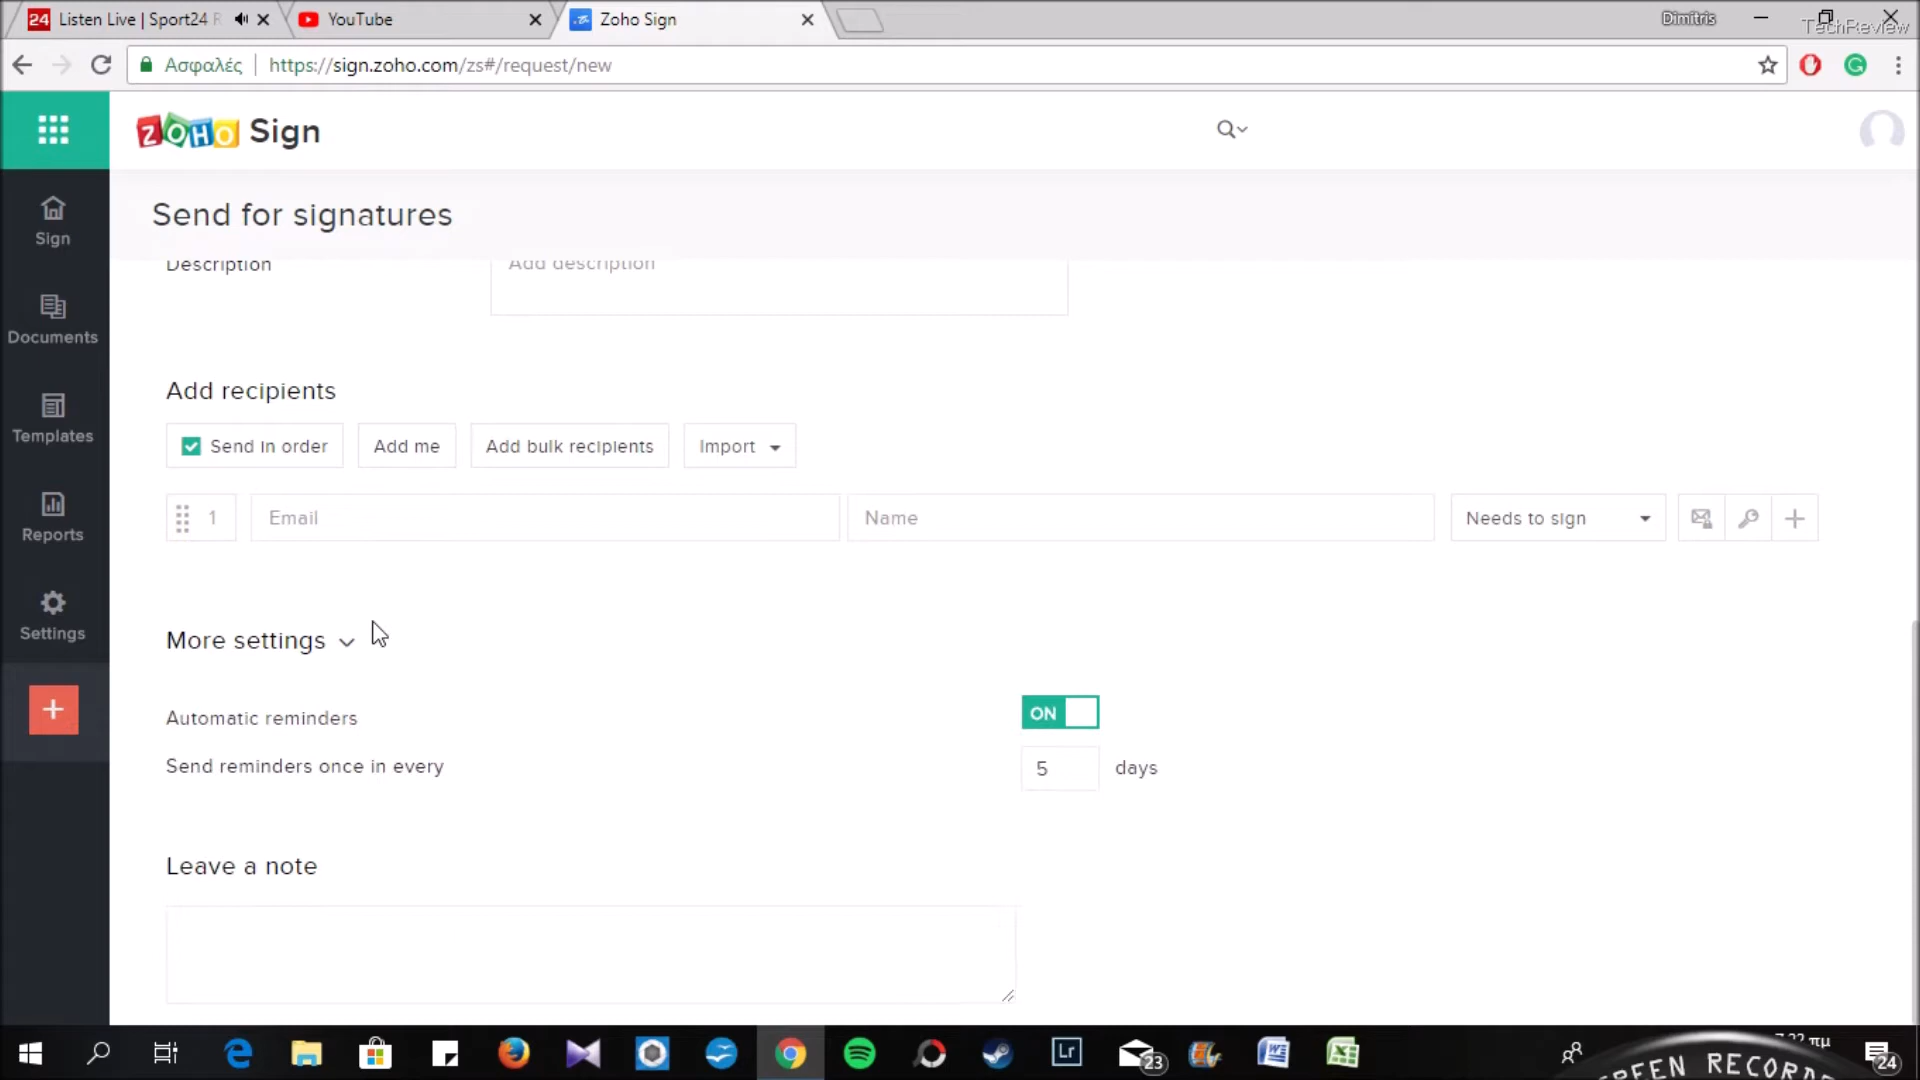 24 Listen Live | Sport24 R
YouTube
Zoho Sign
Dimitris
TechReview
Ασφαλές
https://sign.zoho.com/zs#/request/new
ZOHO Sign
Send for signatures
Sign
Documents
Templates
Reports
Settings
Description
Add description
Add recipients
Send in order
Add me
Add bulk recipients
Import
1
Email
Name
Needs to sign
More settings
Automatic reminders
ON
Send reminders once in every
5
days
Leave a note
Lr
23
24